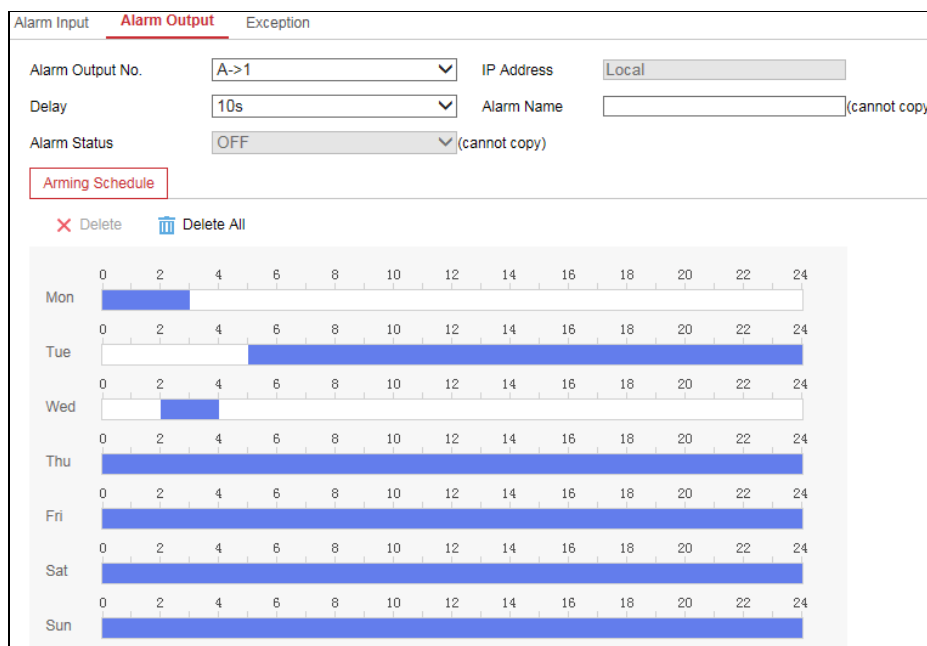 Alarm Input Alarm Output Exception
Alarm Output No. A->1 IP Address Local
Delay 10s Alarm Name (cannot copy
Alarm Status OFF (cannot copy)
Arming Schedule
Delete Delete All
0 2 4 6 8 10 12 14 16 18 20 22 24
Mon
0 2 4 6 8 10 12 14 16 18 20 22 24
Tue
0 2 4 6 8 10 12 14 16 18 20 22 24
Wed
0 2 4 6 8 10 12 14 16 18 20 22 24
Thu
0 2 4 6 8 10 12 14 16 18 20 22 24
Fri
0 2 4 6 8 10 12 14 16 18 20 22 24
Sat
0 2 4 6 8 10 12 14 16 18 20 22 24
Sun